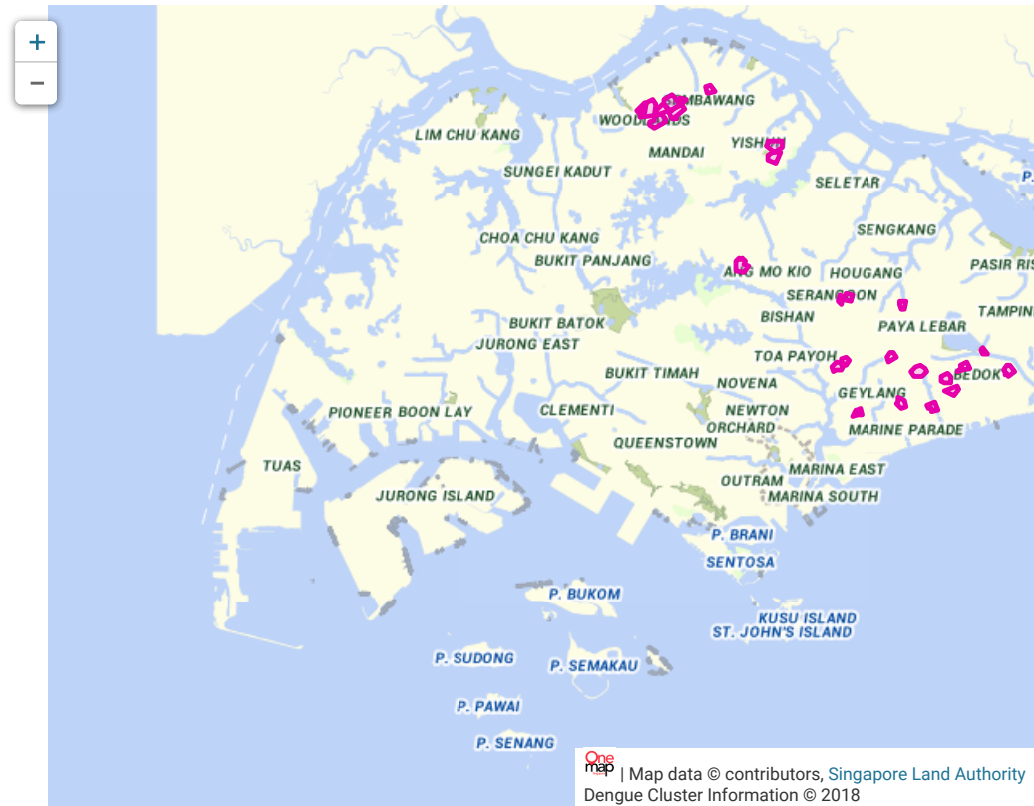 +
−
SEMBAWANG
WOODLANDS
LIM CHU KANG
YISHUN
MANDAI
SUNGEI KADUT
P.
SELETAR
SENGKANG
CHOA CHU KANG
BUKIT PANJANG
PASIR RIS
ANG MO KIO
HOUGANG
SERANGOON
BISHAN
TAMPIN
BUKIT BATOK
PAYA LEBAR
JURONG EAST
TOA PAYOH
BUKIT TIMAH
BEDOK
NOVENA
GEYLANG
PIONEER
BOON LAY
CLEMENTI
NEWTON
ORCHARD
MARINE PARADE
QUEENSTOWN
TUAS
MARINA EAST
OUTRAM
JURONG ISLAND
MARINA SOUTH
P. BRANI
SENTOSA
P. BUKOM
KUSU ISLAND
ST. JOHN'S ISLAND
P. SUDONG
P. SEMAKAU
P. PAWAI
P. SENANG
One
map | Map data © contributors, Singapore Land Authority
Dengue Cluster Information © 2018